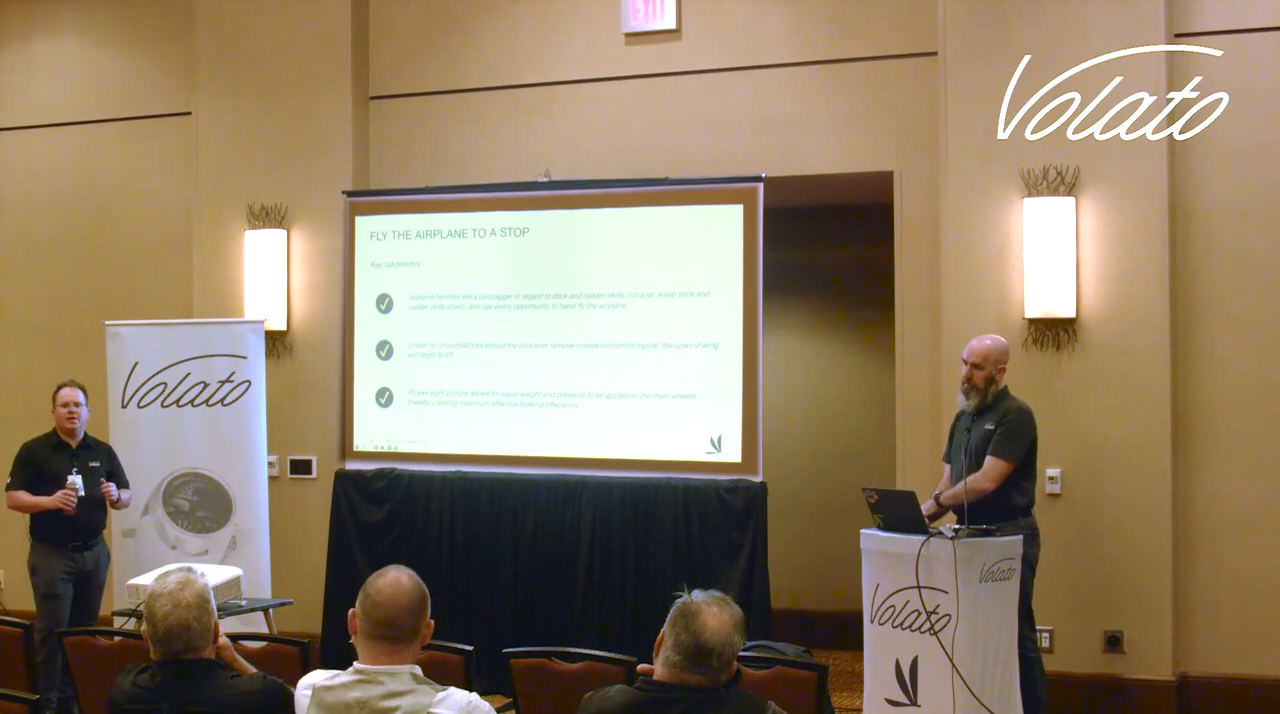 EXIT
Volato
FLY THE AIRPLANE TO A STOP
Key takeaways
Airplane handles like a taildragger in regard to stick and rudder skills, not a jet. Keep stick and
rudder skills sharp, and use every opportunity to hand fly the airplane.
Under no circumstances should the pilot ever remove crosswind control inputs, the upwind wing
will begin to lift.
Proper sight picture allows for equal weight and pressure to be applied to the main wheels,
thereby creating maximum effective braking efficiency.
Volato
Volato
Volato